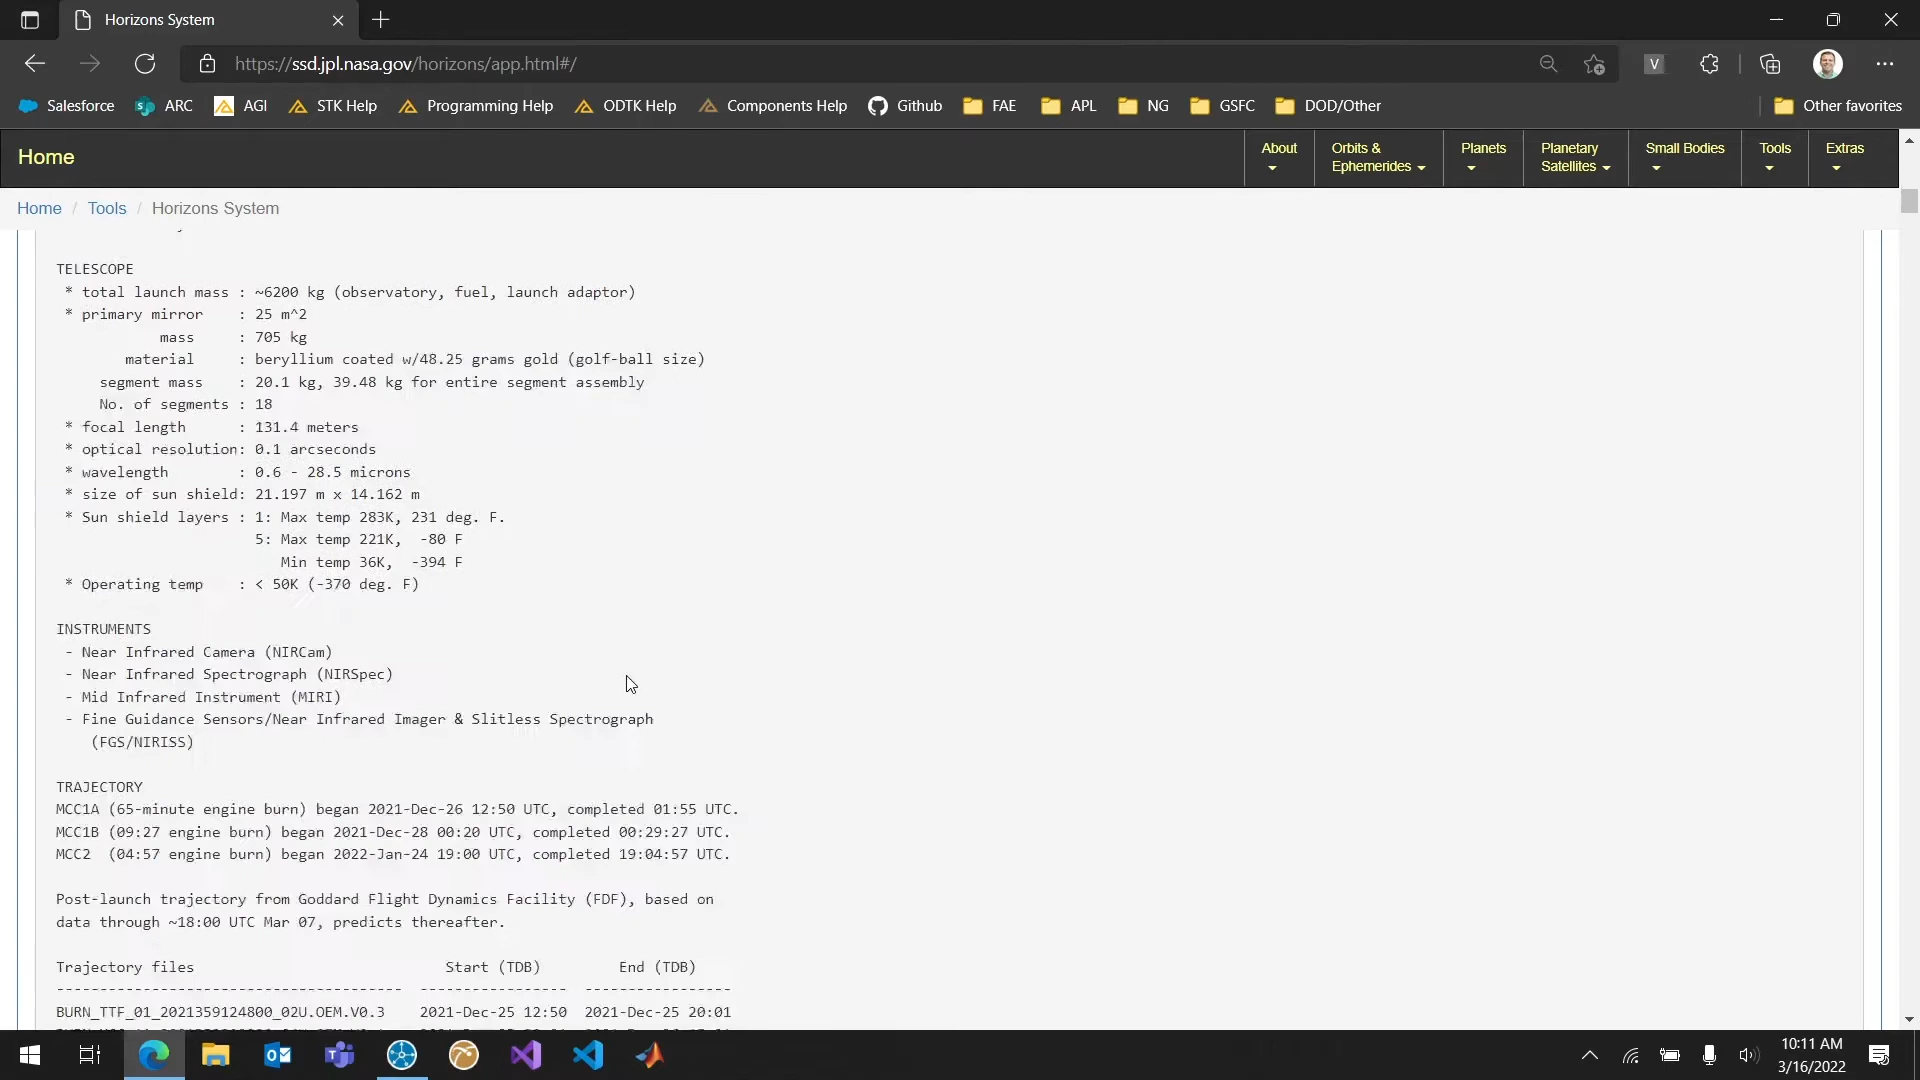 Horizons System
https://ssd.jpl.nasa.gov/horizons/app.html#/
V
Salesforce
ARC
AGI
STK Help
Programming Help
ODTK Help
Components Help
Github
FAE
APL
NG
GSFC
DOD/Other
Other favorites
Home
About
Orbits &
Ephemerides
Planets
Planetary
Satellites
Small Bodies
Tools
Extras
Home / Tools / Horizons System
TELESCOPE
* total launch mass : ~6200 kg (observatory, fuel, launch adaptor)
* primary mirror : 25 m^2
mass : 705 kg
material : beryllium coated w/48.25 grams gold (golf-ball size)
segment mass : 20.1 kg, 39.48 kg for entire segment assembly
No. of segments : 18
* focal length : 131.4 meters
* optical resolution: 0.1 arcseconds
* wavelength : 0.6 - 28.5 microns
* size of sun shield: 21.197 m x 14.162 m
* Sun shield layers : 1: Max temp 283K, 231 deg. F.
5: Max temp 221K, -80 F
Min temp 36K, -394 F
* Operating temp : < 50K (-370 deg. F)
INSTRUMENTS
- Near Infrared Camera (NIRCam)
- Near Infrared Spectrograph (NIRSpec)
- Mid Infrared Instrument (MIRI)
- Fine Guidance Sensors/Near Infrared Imager & Slitless Spectrograph
(FGS/NIRISS)
TRAJECTORY
MCC1A (65-minute engine burn) began 2021-Dec-26 12:50 UTC, completed 01:55 UTC.
MCC1B (09:27 engine burn) began 2021-Dec-28 00:20 UTC, completed 00:29:27 UTC.
MCC2 (04:57 engine burn) began 2022-Jan-24 19:00 UTC, completed 19:04:57 UTC.
Post-launch trajectory from Goddard Flight Dynamics Facility (FDF), based on
data through ~18:00 UTC Mar 07, predicts thereafter.
Trajectory files Start (TDB) End (TDB)
---------------------------------------- ----------------- -----------------
BURN_TTF_01_2021359124800_02U.OEM.V0.3 2021-Dec-25 12:50 2021-Dec-25 20:01
10:11 AM
3/16/2022